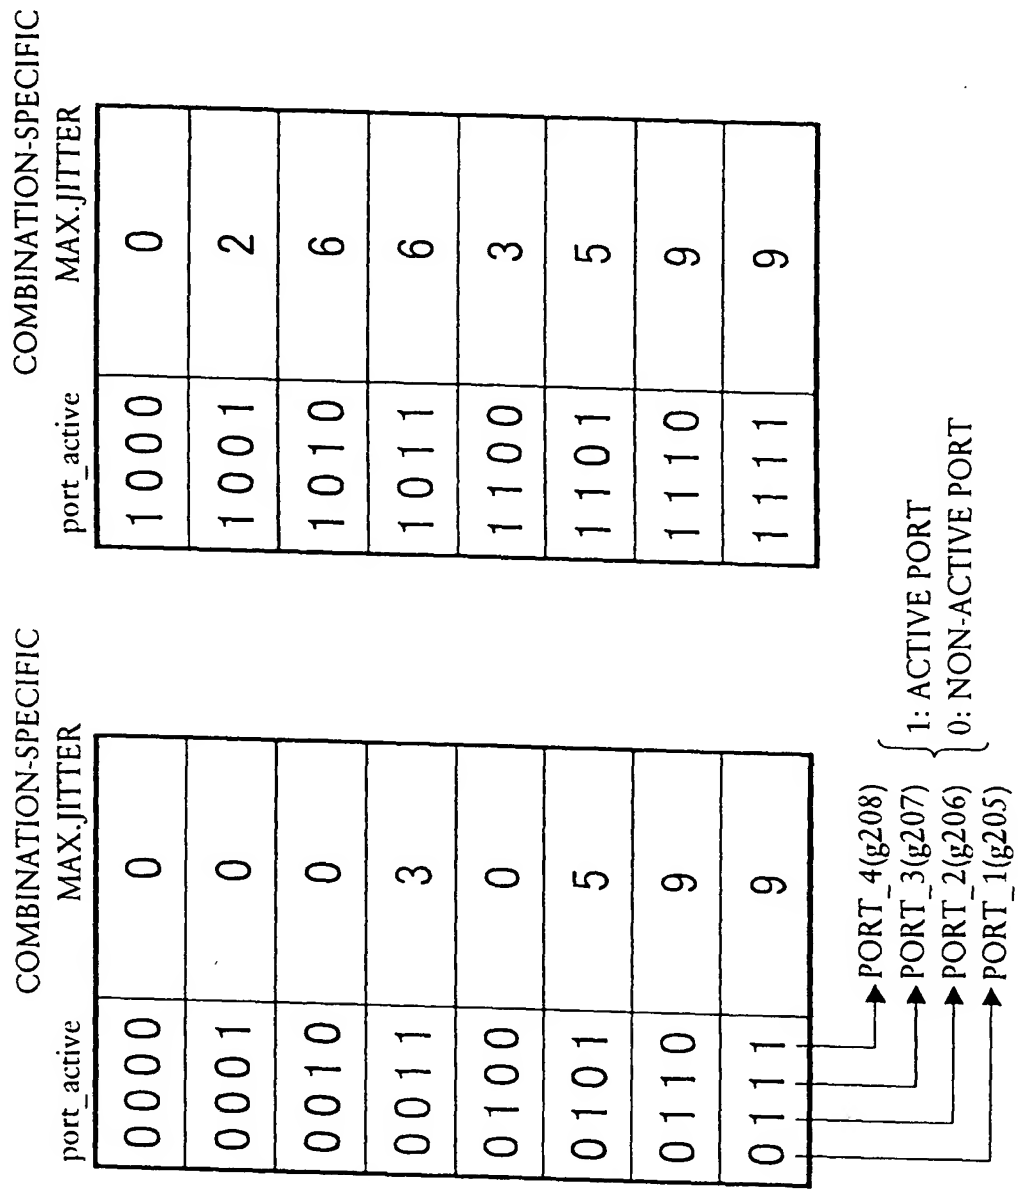 COMBINATION-SPECIFIC
port_active MAX.JITTER
0000 0
0001 0
0010 0
0011 3
0100 0
0101 5
0110 9
0111 9
PORT_4(g208)
PORT_3(g207)
PORT_2(g206)
PORT_1(g205)
1: ACTIVE PORT
0: NON-ACTIVE PORT
COMBINATION-SPECIFIC
port_active MAX.JITTER
1000 0
1001 2
1010 6
1011 6
1100 3
1101 5
1110 9
1111 9